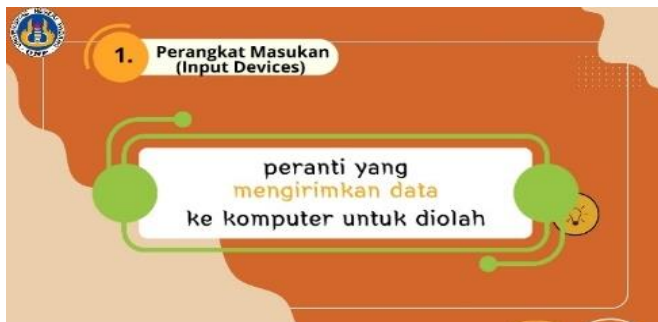 1.
Perangkat Masukan
(Input Devices)
peranti yang
mengirimkan data
ke komputer untuk diolah